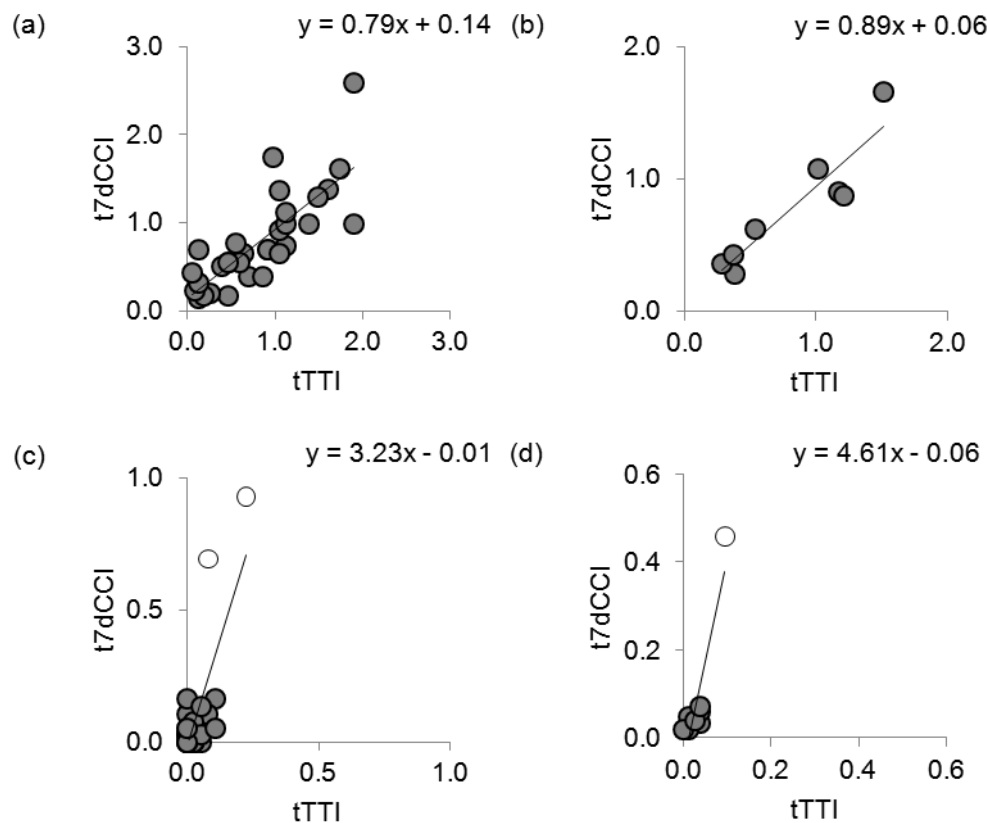 (a)
y = 0.79x + 0.14
3.0
2.0
1.0
0.0
t7dCCI
0.0 1.0 2.0 3.0
tTTI
(b)
y = 0.89x + 0.06
2.0
1.0
0.0
t7dCCI
0.0 1.0 2.0
tTTI
(c)
y = 3.23x - 0.01
1.0
0.5
0.0
t7dCCI
0.0 0.5 1.0
tTTI
(d)
y = 4.61x - 0.06
0.6
0.4
0.2
0.0
t7dCCI
0.0 0.2 0.4 0.6
tTTI